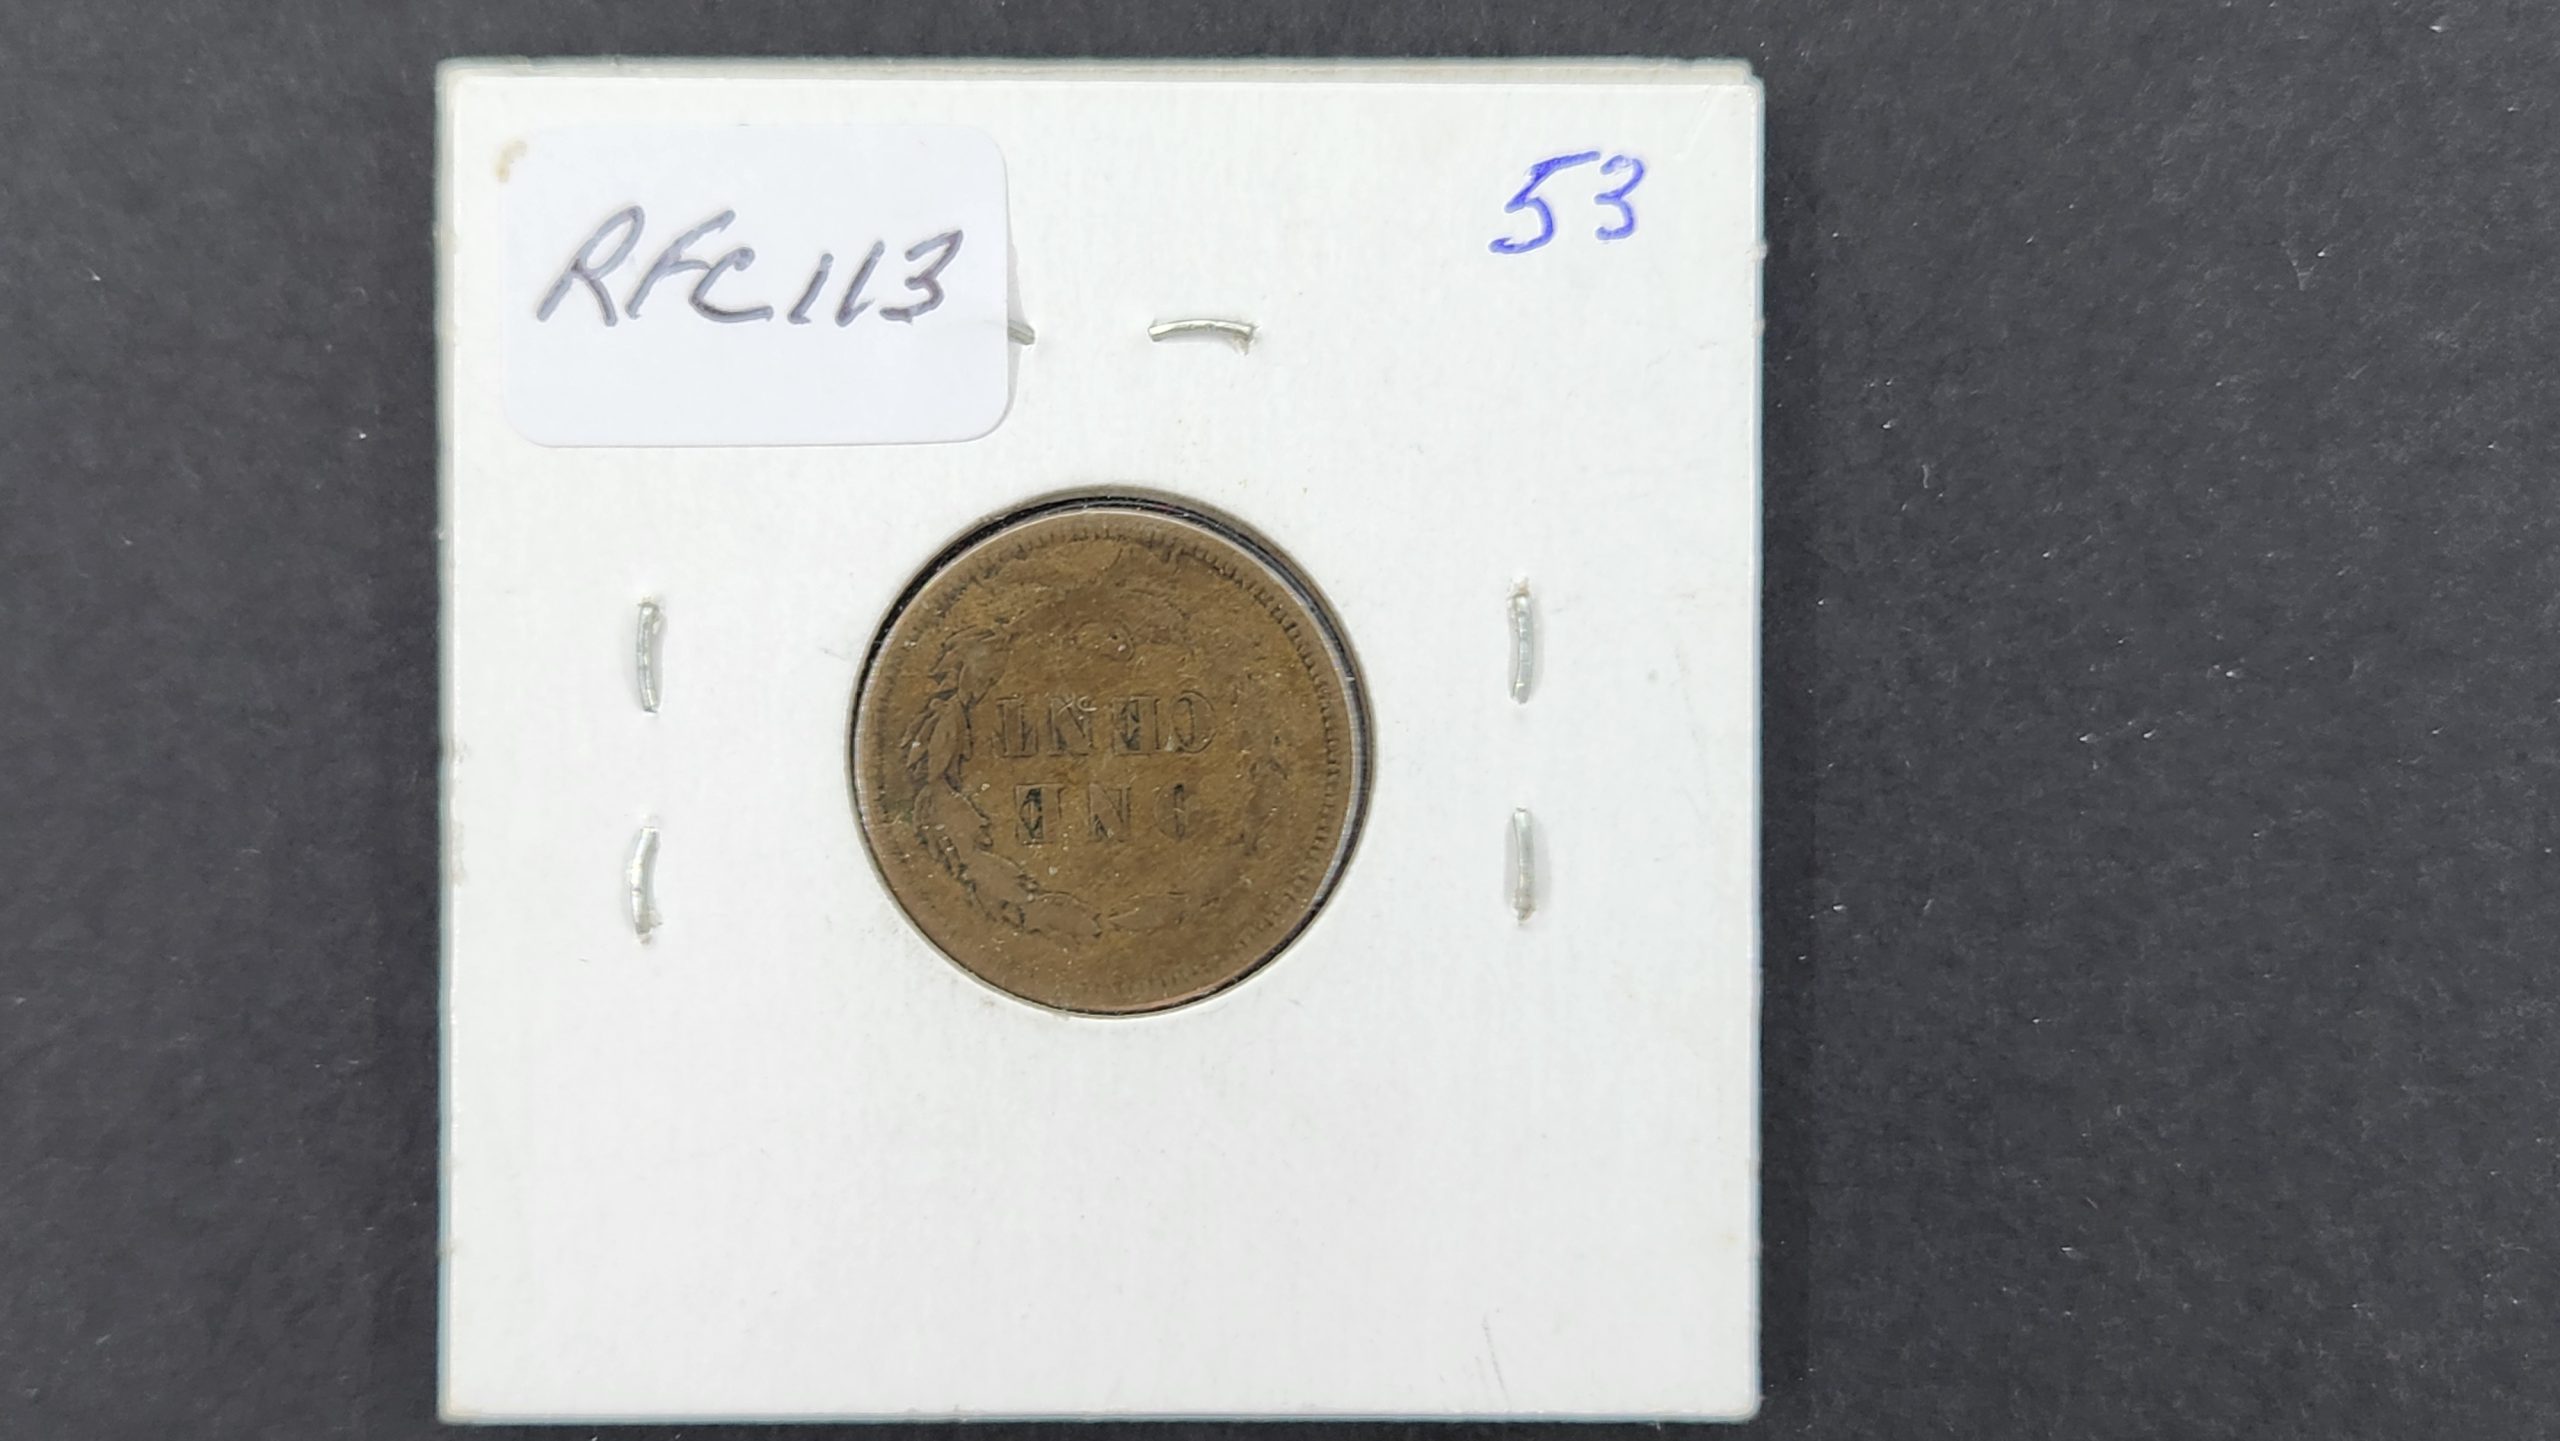 RFC113
53
ONE
CENT